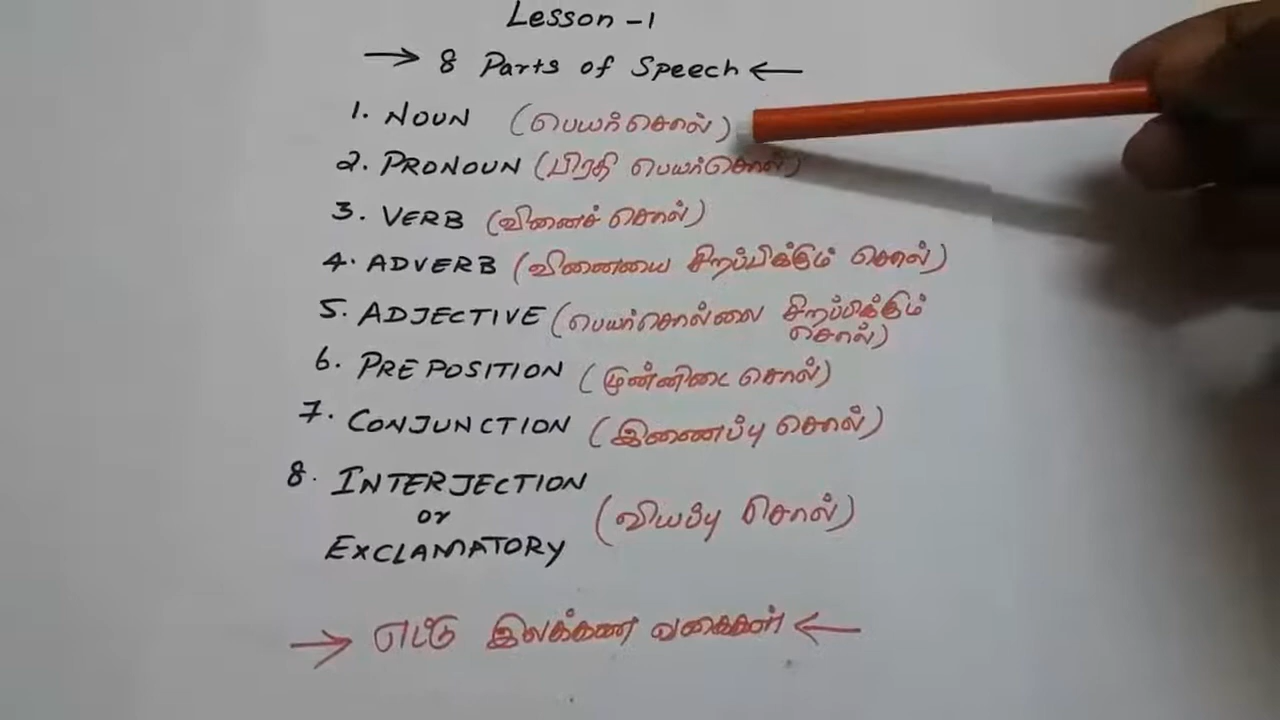 Lesson -1
→ 8 Parts of Speech ←
1. NOUN (பெயர்சொல்)
2. PRONOUN (பிரதி பெயர்சொல்)
3. VERB (வினைச் சொல்)
4. ADVERB (வினையை சிறப்பிக்கும் சொல்)
5. ADJECTIVE (பெயர்சொல்லை சிறப்பிக்கும்
சொல்)
6. PREPOSITION (முன்னிடை சொல்)
7. CONJUNCTION (இணைப்பு சொல்)
8. INTERJECTION
or
EXCLAMATORY (வியப்பு சொல்)
→ எட்டு இலக்கண வகைகள் ←